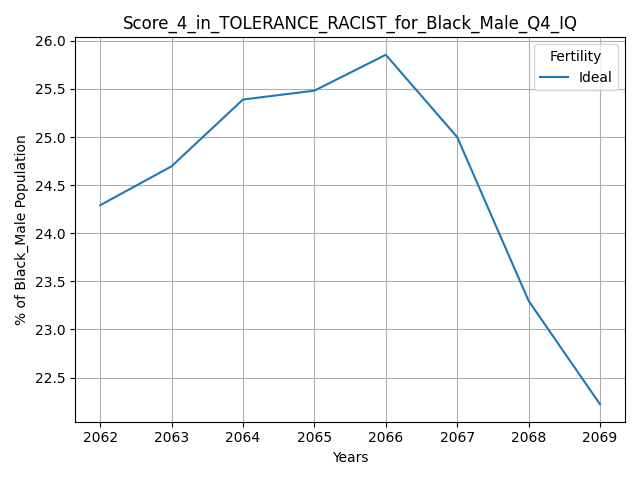 Score_4_in_TOLERANCE_RACIST_for_Black_Male_Q4_IQ
Fertility
Ideal
% of Black_Male Population
26.0
25.5
25.0
24.5
24.0
23.5
23.0
22.5
2062 2063 2064 2065 2066 2067 2068 2069
Years